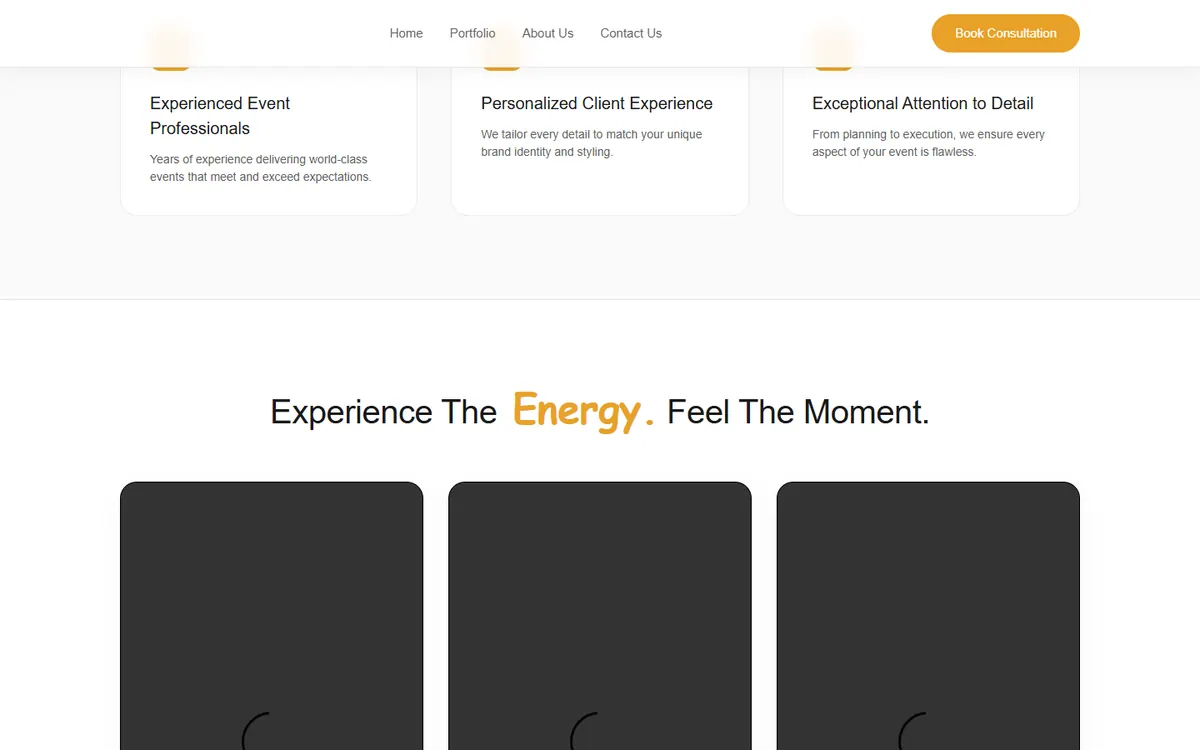 Home Portfolio About Us Contact Us Book Consultation
Experienced Event
Professionals
Years of experience delivering world-class
events that meet and exceed expectations.
Personalized Client Experience
We tailor every detail to match your unique
brand identity and styling.
Exceptional Attention to Detail
From planning to execution, we ensure every
aspect of your event is flawless.
Experience The Energy. Feel The Moment.